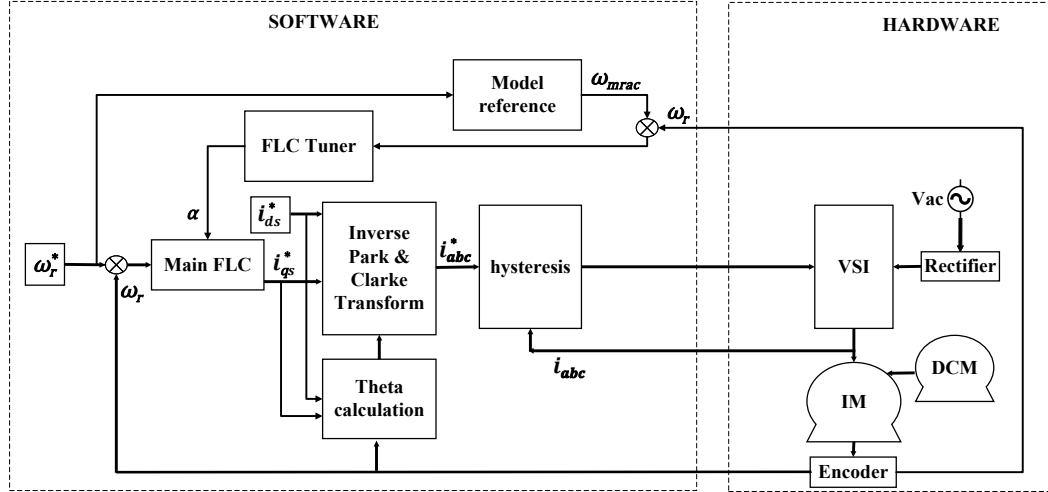 SOFTWARE
HARDWARE
Model
reference
ω_mrac
ω_r
FLC Tuner
α
i*_ds
Vac
ω*_r
ω_r
Main FLC
i*_qs
Inverse
Park &
Clarke
Transform
i*_abc
hysteresis
VSI
Rectifier
i_abc
DCM
Theta
calculation
IM
Encoder